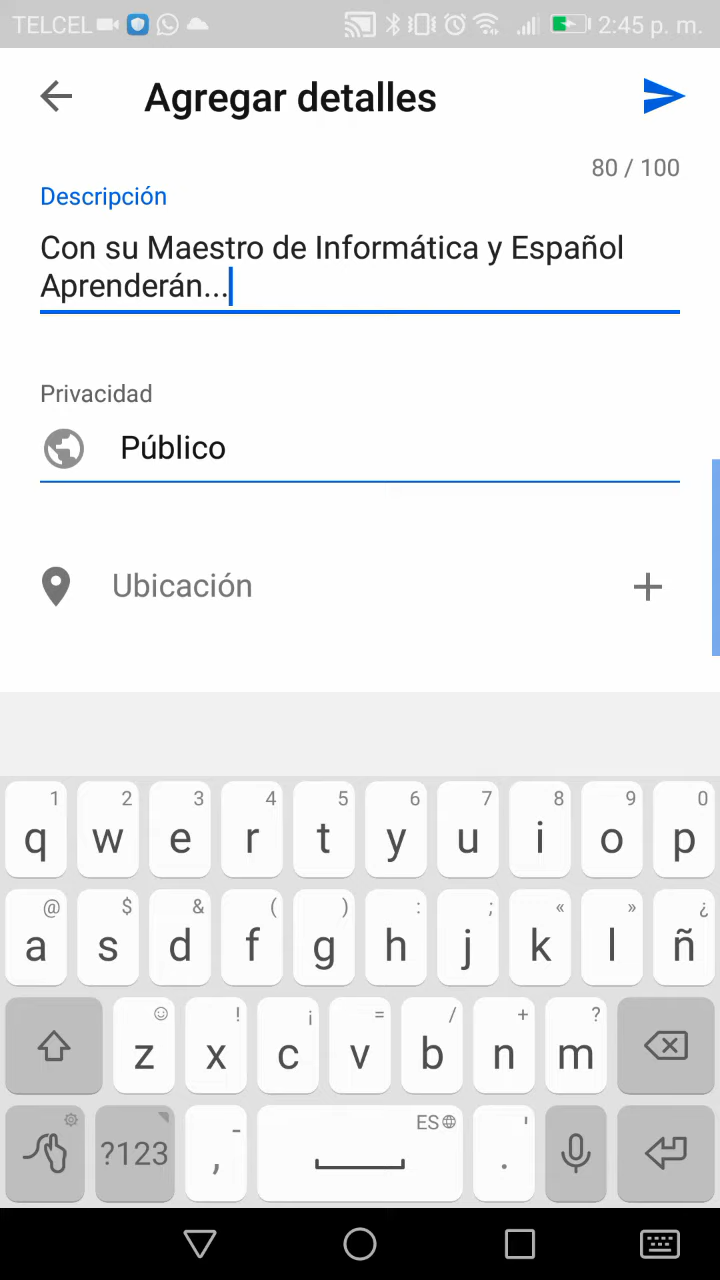 TELCEL 2:45 p. m.
Agregar detalles
80 / 100
Descripción
Con su Maestro de Informática y Español
Aprenderán...
Privacidad
Público
Ubicación
1 2 3 4 5 6 7 8 9 0
q w e r t y u i o p
@ $ & ( ) : ; « » ¿
a s d f g h j k l ñ
! ¡ = / + ?
z x c v b n m
- ES '
?123 , .